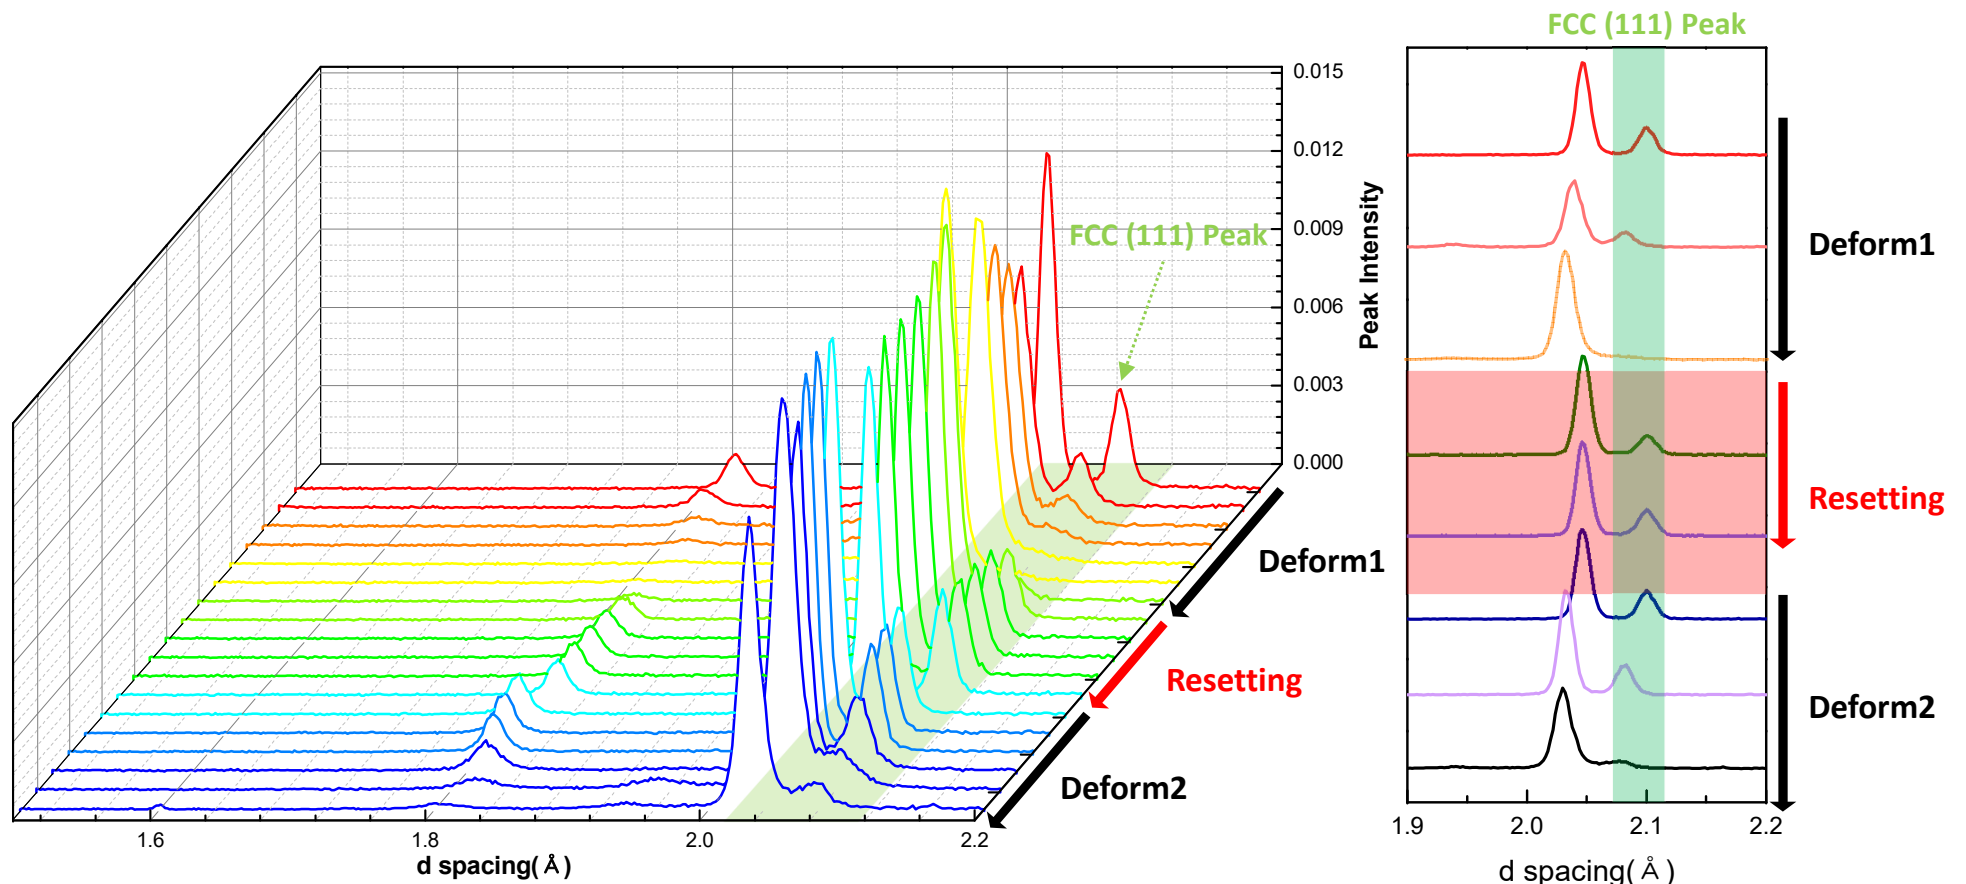 0.015
0.012
0.009
0.006
0.003
0.000
FCC (111) Peak
Deform1
Resetting
Deform2
1.6
1.8
2.0
2.2
d spacing( Å )
FCC (111) Peak
Peak Intensity
Deform1
Resetting
Deform2
1.9
2.0
2.1
2.2
d spacing( Å )